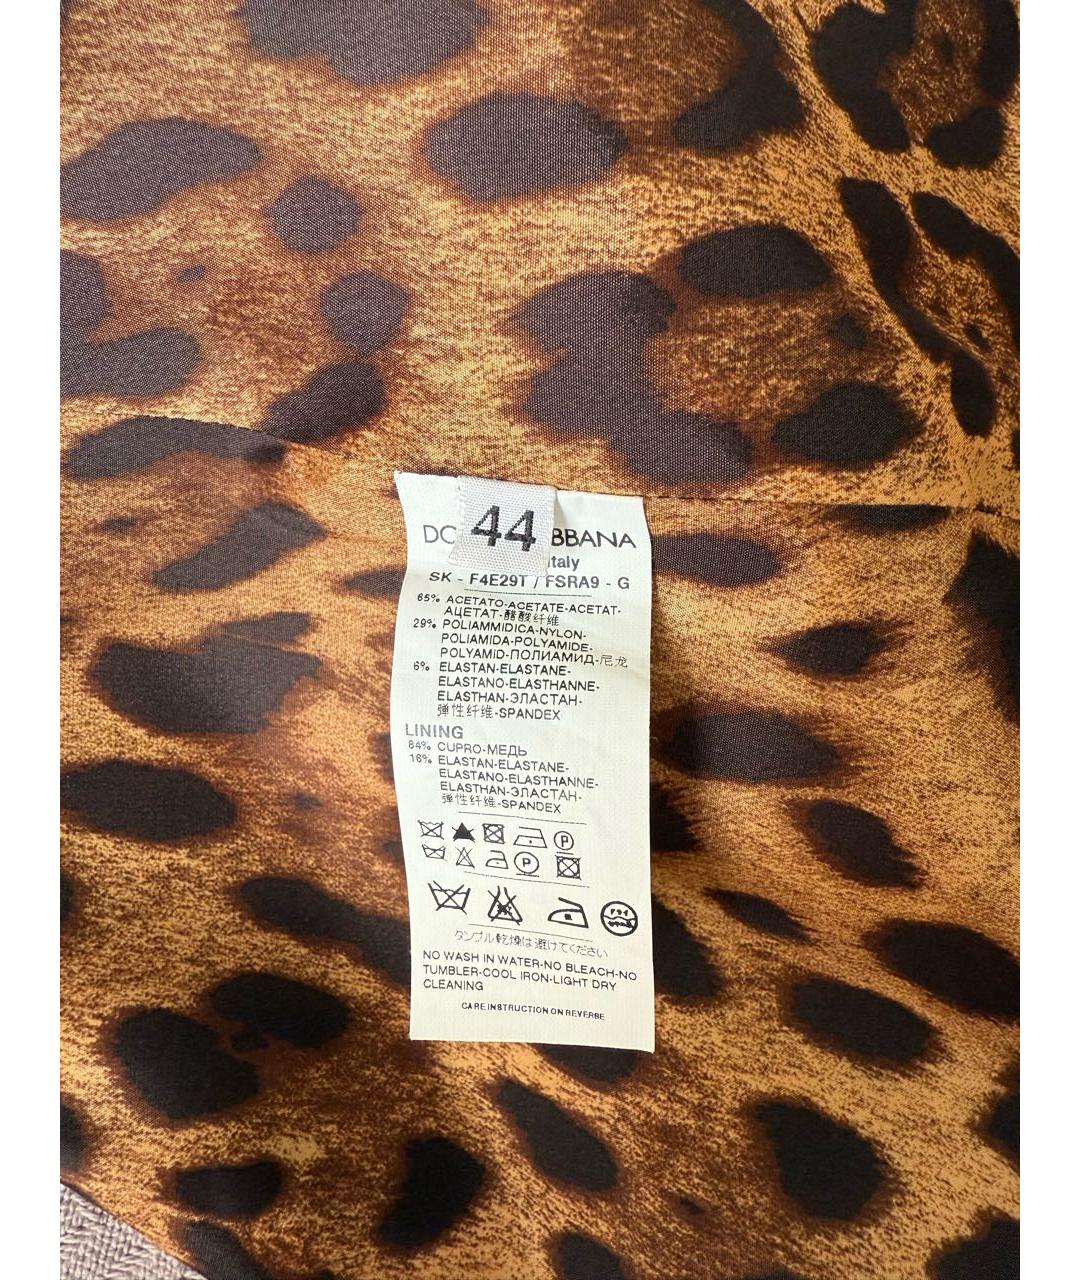 44
BBANA
Italy
SK - F4E29T / FSRA9 - G
65% ACETATO-ACETATE-ACETAT-
АЦЕТАТ-醋酸纤维
29% POLIAMMIDICA-NYLON-
POLIAMIDA-POLYAMIDE-
POLYAMID-ПОЛИАМИД-尼龙
6% ELASTAN-ELASTANE-
ELASTANO-ELASTHANNE-
ELASTHAN-ЭЛАСТАН-
弹性纤维-SPANDEX
LINING
84% CUPRO-МЕДЬ
16% ELASTAN-ELASTANE-
ELASTANO-ELASTHANNE-
ELASTHAN-ЭЛАСТАН-
弹性纤维-SPANDEX
P
P
ドライ
タンブル乾燥は避けてください
NO WASH IN WATER-NO BLEACH-NO
TUMBLER-COOL IRON-LIGHT DRY
CLEANING
CARE INSTRUCTION ON REVERSE